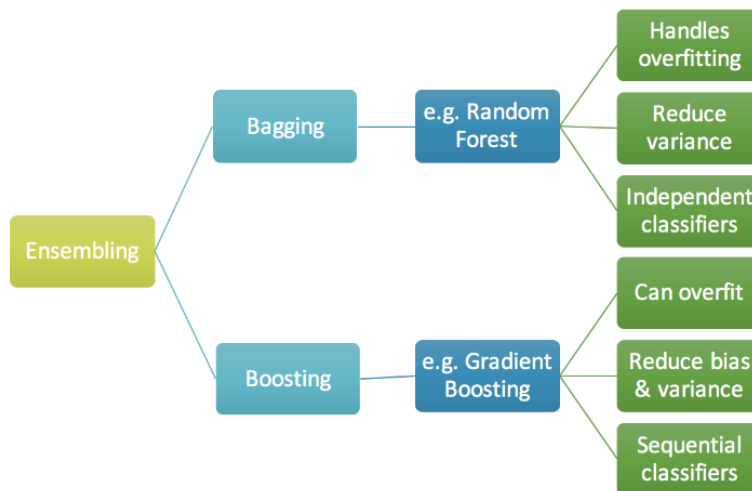 Ensembling
Bagging
e.g. Random
Forest
Handles
overfitting
Reduce
variance
Independent
classifiers
Boosting
e.g. Gradient
Boosting
Can overfit
Reduce bias
& variance
Sequential
classifiers